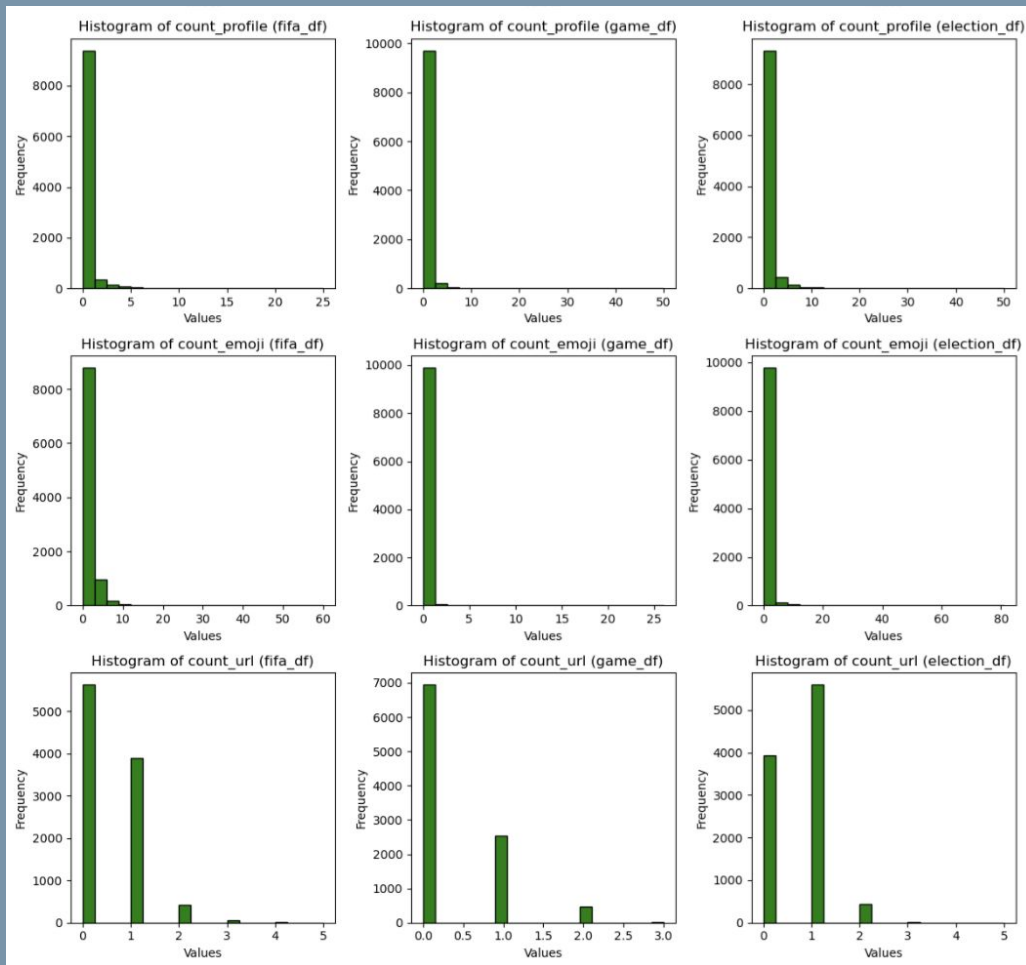 Histogram of count_profile (fifa_df)
Histogram of count_profile (game_df)
Histogram of count_profile (election_df)
Frequency
8000
6000
4000
2000
0
0 5 10 15 20 25
Values
Frequency
10000
8000
6000
4000
2000
0
0 10 20 30 40 50
Values
Frequency
8000
6000
4000
2000
0
0 10 20 30 40 50
Values
Histogram of count_emoji (fifa_df)
Histogram of count_emoji (game_df)
Histogram of count_emoji (election_df)
Frequency
8000
6000
4000
2000
0
0 10 20 30 40 50 60
Values
Frequency
10000
8000
6000
4000
2000
0
0 5 10 15 20 25
Values
Frequency
10000
8000
6000
4000
2000
0
0 20 40 60 80
Values
Histogram of count_url (fifa_df)
Histogram of count_url (game_df)
Histogram of count_url (election_df)
Frequency
5000
4000
3000
2000
1000
0
0 1 2 3 4 5
Values
Frequency
7000
6000
5000
4000
3000
2000
1000
0
0.0 0.5 1.0 1.5 2.0 2.5 3.0
Values
Frequency
5000
4000
3000
2000
1000
0
0 1 2 3 4 5
Values